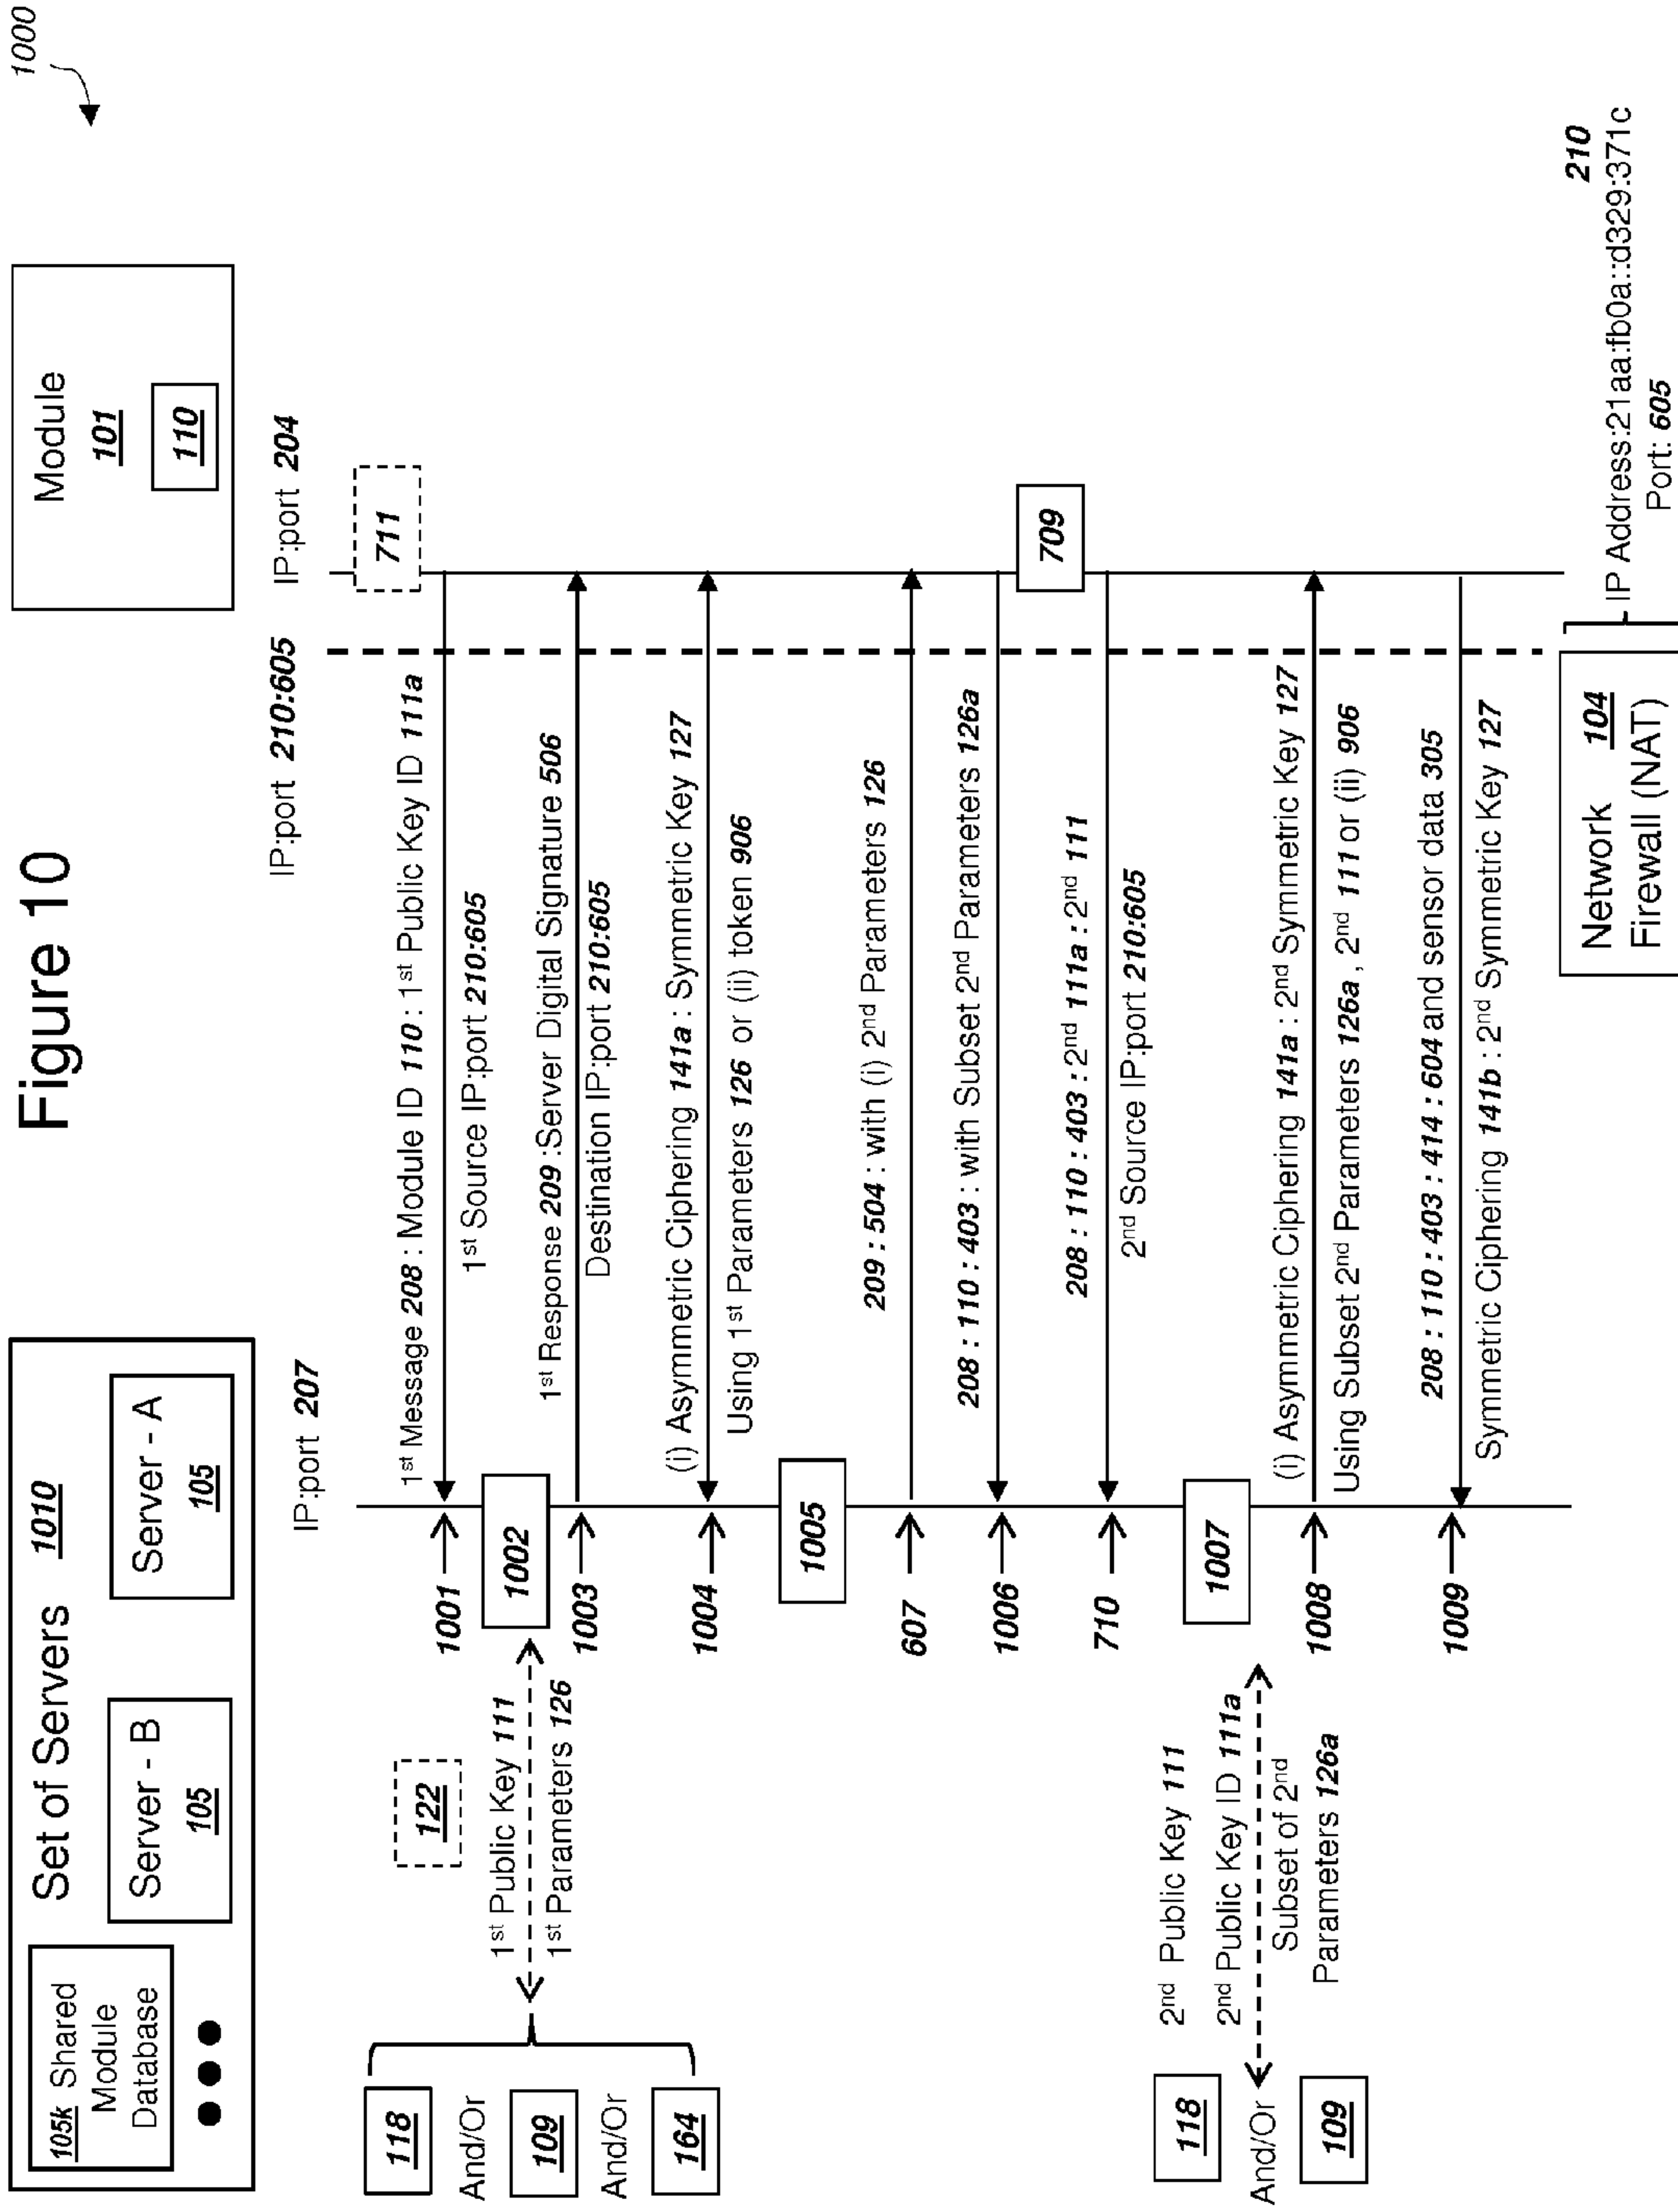 Figure 10
1000
Set of Servers 1010
105k Shared
Module
Database
Server - B
105
Server - A
105
Module
101
110
IP:port 207
IP:port 210:605
IP:port 204
711
1001
1st Message 208 : Module ID 110 : 1st Public Key ID 111a
1st Source IP:port 210:605
118
And/Or
109
And/Or
164
122
1st Public Key 111
1st Parameters 126
1002
1003
1st Response 209 :Server Digital Signature 506
Destination IP:port 210:605
1004
(i) Asymmetric Ciphering 141a : Symmetric Key 127
Using 1st Parameters 126 or (ii) token 906
1005
607
209 : 504 : with (i) 2nd Parameters 126
1006
208 : 110 : 403 : with Subset 2nd Parameters 126a
709
710
208 : 110 : 403 : 2nd 111a : 2nd 111
2nd Source IP:port 210:605
118
And/Or
109
2nd Public Key 111
2nd Public Key ID 111a
Subset of 2nd
Parameters 126a
1007
1008
(i) Asymmetric Ciphering 141a : 2nd Symmetric Key 127
Using Subset 2nd Parameters 126a , 2nd 111 or (ii) 906
1009
208 : 110 : 403 : 414 : 604 and sensor data 305
Symmetric Ciphering 141b : 2nd Symmetric Key 127
Network 104
Firewall (NAT)
210
IP Address:21aa:fb0a::d329:371c
Port: 605